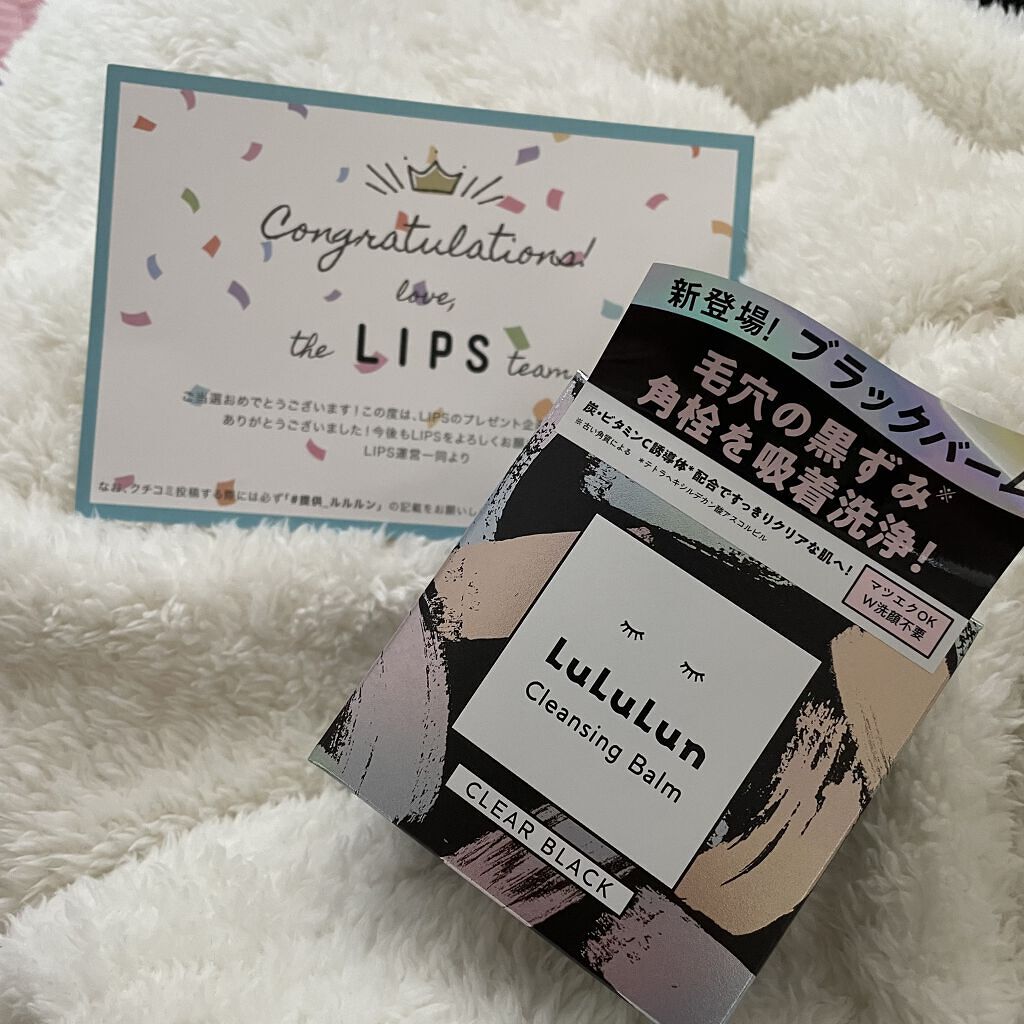 Congratulations!
love,
the LIPS team
ご当選おめでとうございます！この度は、LIPSのプレゼント企
ありがとうございました！今後もLIPSをよろしくお願
LIPS運営一同より
なお、クチコミ投稿する際には必ず「#提供_ルルルン」の記載をお願いし
新登場！ブラックバーム
毛穴の黒ずみ※
角栓を吸着洗浄！
炭・ビタミンC誘導体*配合ですっきりクリアな肌へ！
※古い角質による *テトラヘキシルデカン酸アスコルビル
マツエクOK
W洗顔不要
LuLuLun
Cleansing Balm
CLEAR BLACK